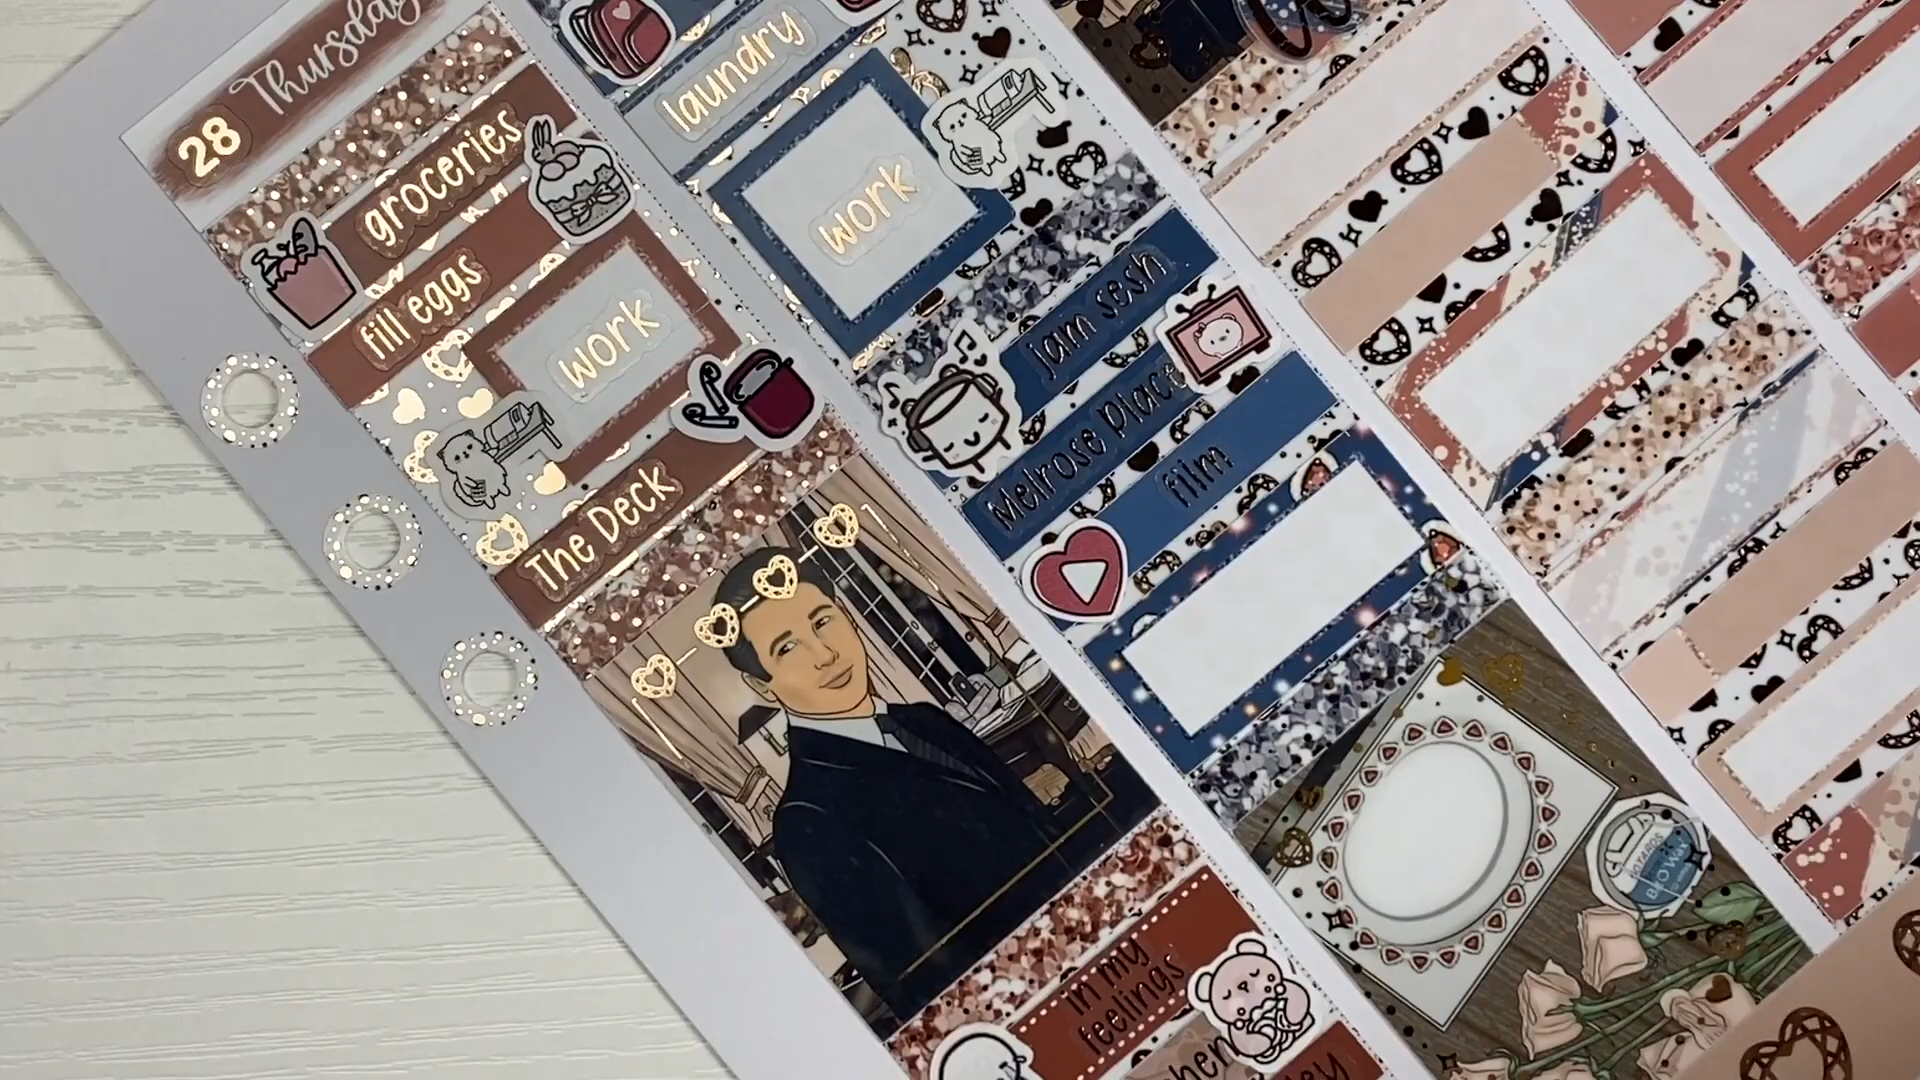 Thursday
28
groceries
fill eggs
work
The Deck
in my
feelings
laundry
work
jam sesh
Melrose Place
film